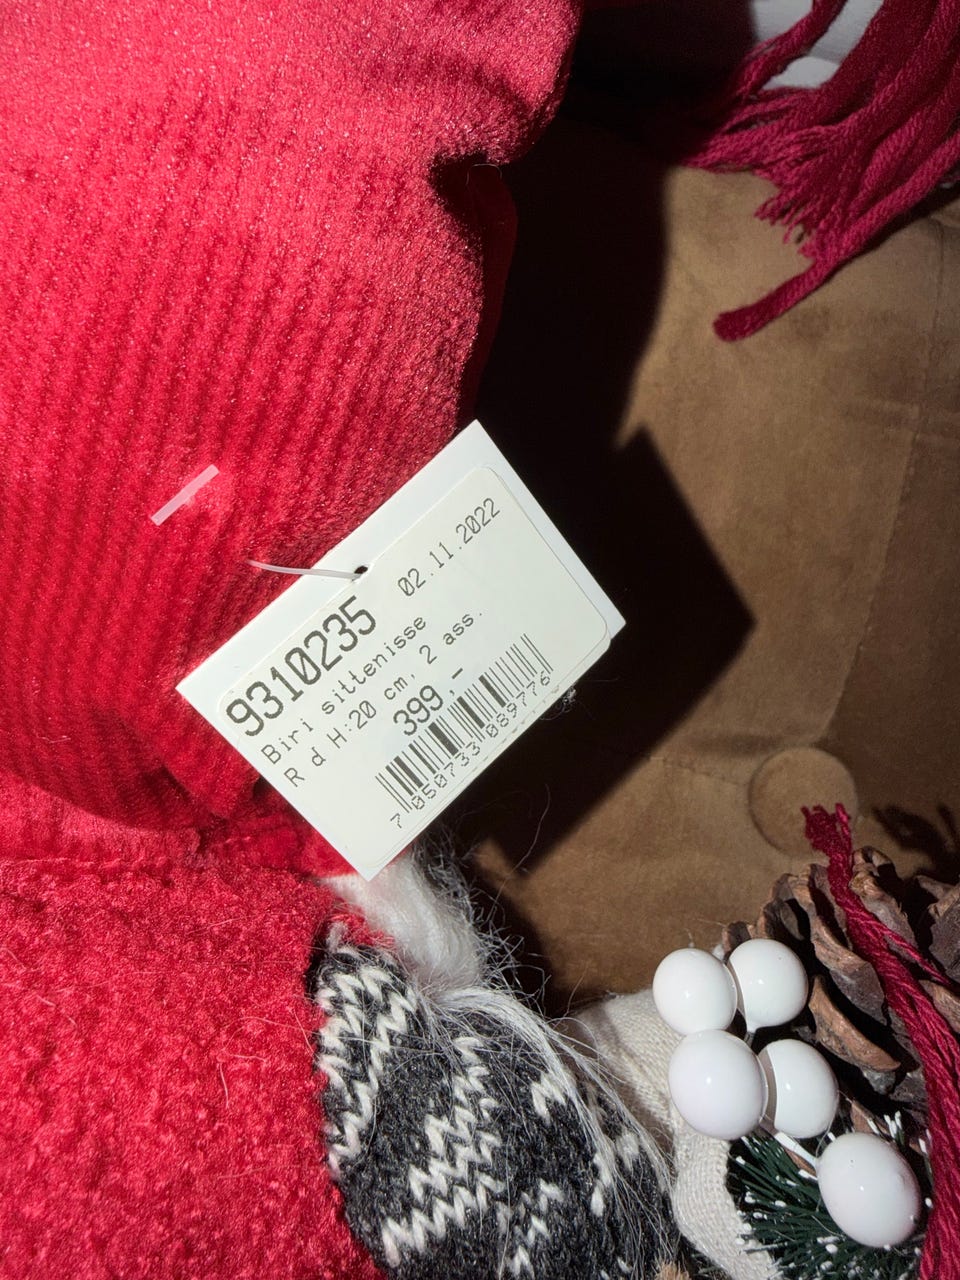 02.11.2022
9310235
Biri sittenisse
R d H:20 cm, 2 ass.
399,-
7 050733 089776